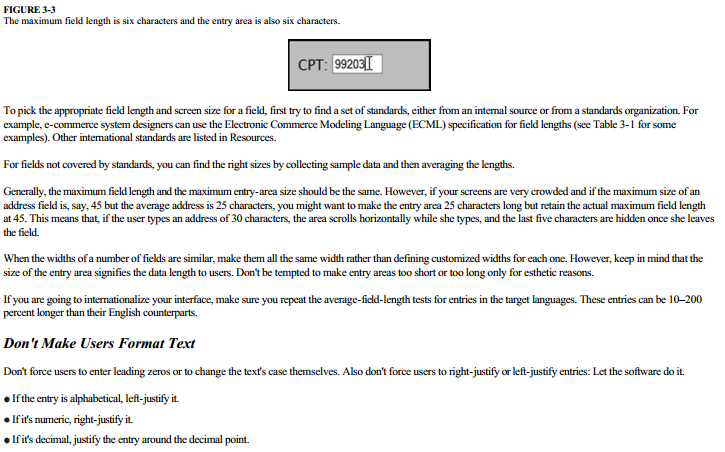 FIGURE 3-3
The maximum field length is six characters and the entry area is also six characters.
CPT: 99203
To pick the appropriate field length and screen size for a field, first try to find a set of standards, either from an internal source or from a standards organization. For
example, e-commerce system designers can use the Electronic Commerce Modeling Language (ECML) specification for field lengths (see Table 3-1 for some
examples). Other international standards are listed in Resources.
For fields not covered by standards, you can find the right sizes by collecting sample data and then averaging the lengths.
Generally, the maximum field length and the maximum entry-area size should be the same. However, if your screens are very crowded and if the maximum size of an
address field is, say, 45 but the average address is 25 characters, you might want to make the entry area 25 characters long but retain the actual maximum field length
at 45. This means that, if the user types an address of 30 characters, the area scrolls horizontally while she types, and the last five characters are hidden once she leaves
the field.
When the widths of a number of fields are similar, make them all the same width rather than defining customized widths for each one. However, keep in mind that the
size of the entry area signifies the data length to users. Don't be tempted to make entry areas too short or too long only for esthetic reasons.
If you are going to internationalize your interface, make sure you repeat the average-field-length tests for entries in the target languages. These entries can be 10–200
percent longer than their English counterparts.
Don't Make Users Format Text
Don't force users to enter leading zeros or to change the text's case themselves. Also don't force users to right-justify or left-justify entries: Let the software do it.
● If the entry is alphabetical, left-justify it.
● If it's numeric, right-justify it.
● If it's decimal, justify the entry around the decimal point.